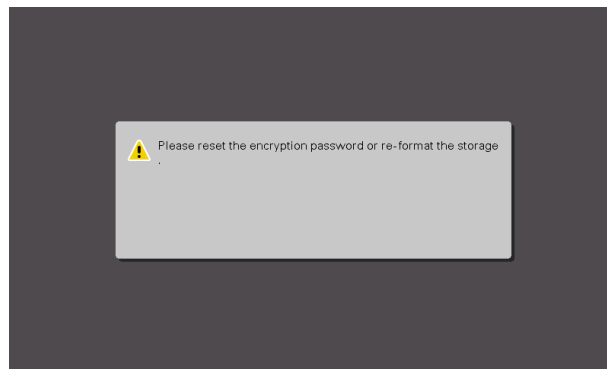 Please reset the encryption password or re-format the storage
.